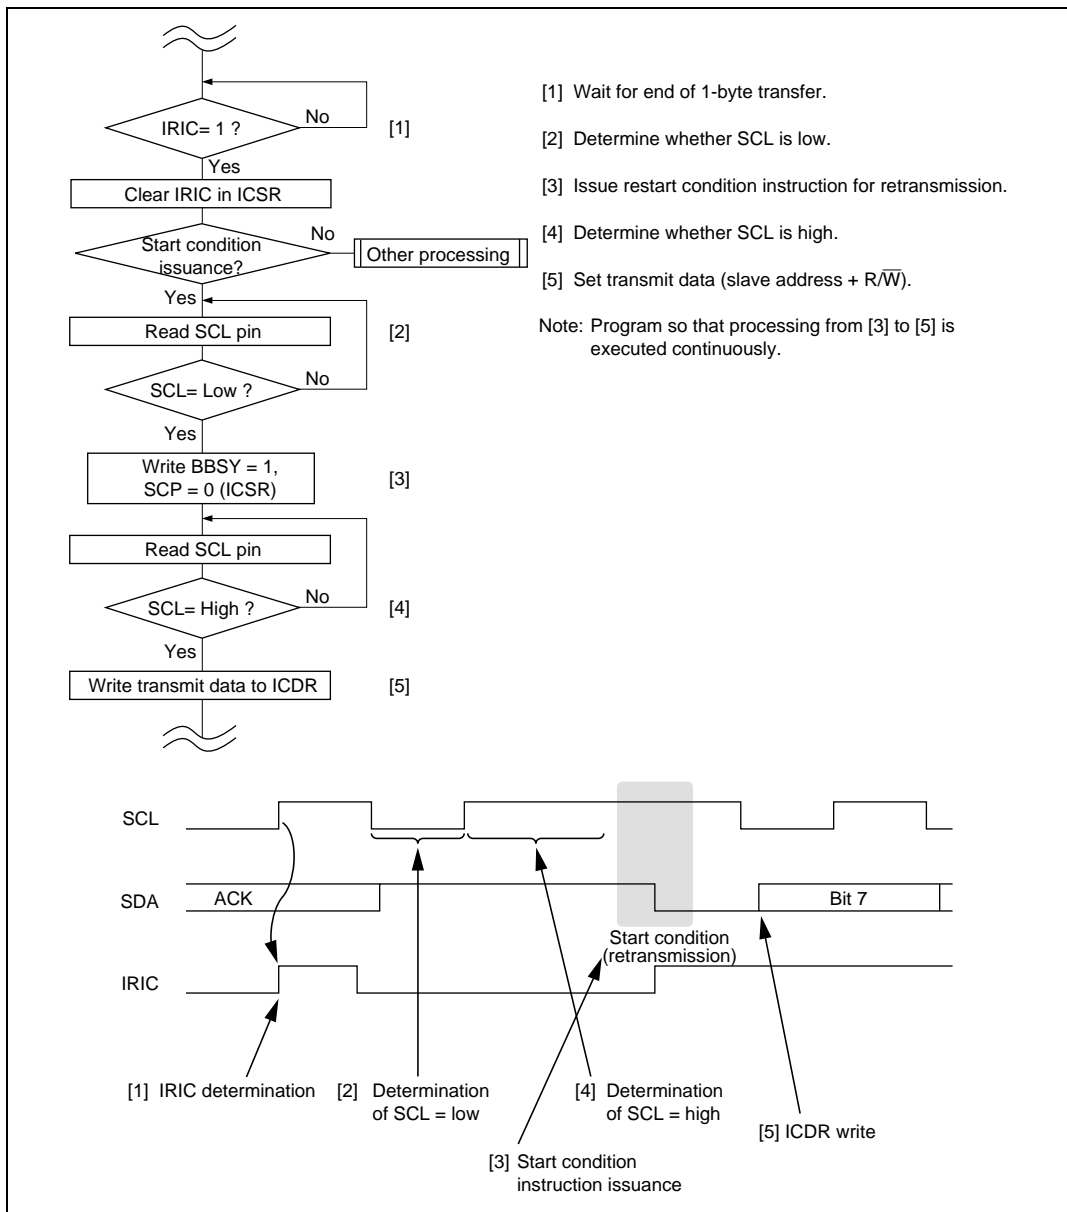 IRIC= 1 ?
No
[1]
Yes
Clear IRIC in ICSR
Start condition
issuance?
No
Other processing
Yes
Read SCL pin
[2]
SCL= Low ?
No
Yes
Write BBSY = 1,
SCP = 0 (ICSR)
[3]
Read SCL pin
SCL= High ?
No
[4]
Yes
Write transmit data to ICDR
[5]
[1] Wait for end of 1-byte transfer.
[2] Determine whether SCL is low.
[3] Issue restart condition instruction for retransmission.
[4] Determine whether SCL is high.
[5] Set transmit data (slave address + R/W̅).
Note: Program so that processing from [3] to [5] is
executed continuously.
SCL
SDA
ACK
Bit 7
Start condition
(retransmission)
IRIC
[1] IRIC determination
[2] Determination
of SCL = low
[4] Determination
of SCL = high
[5] ICDR write
[3] Start condition
instruction issuance